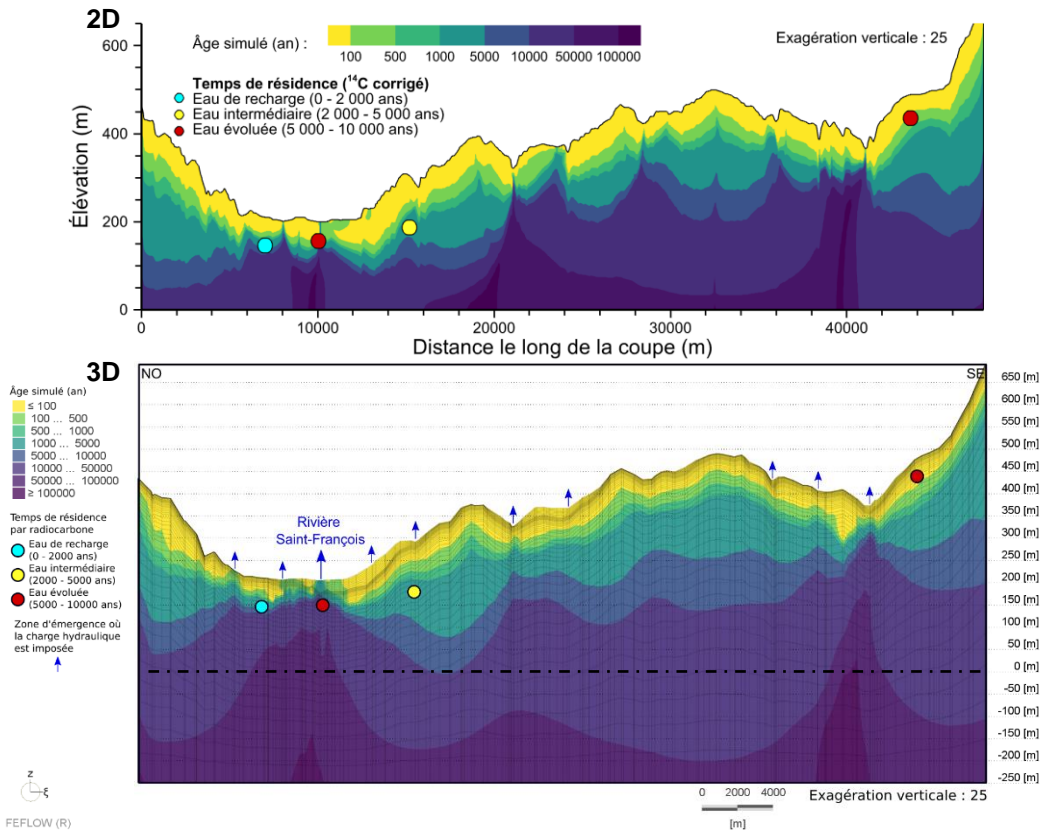 2D
600
400
200
0
Élévation (m)
Âge simulé (an) :
100 500 1000 5000 10000 50000 100000
Exagération verticale : 25
Temps de résidence (¹⁴C corrigé)
Eau de recharge (0 - 2 000 ans)
Eau intermédiaire (2 000 - 5 000 ans)
Eau évoluée (5 000 - 10 000 ans)
0 10000 20000 30000 40000
Distance le long de la coupe (m)
3D
NO
SE
Âge simulé (an)
≤ 100
100 ... 500
500 ... 1000
1000 ... 5000
5000 ... 10000
10000 ... 50000
50000 ... 100000
≥ 100000
Temps de résidence
par radiocarbone
Eau de recharge
(0 - 2000 ans)
Eau intermédiaire
(2000 - 5000 ans)
Eau évoluée
(5000 - 10000 ans)
Zone d'émergence où
la charge hydraulique
est imposée
Rivière
Saint-François
650 [m]
600 [m]
550 [m]
500 [m]
450 [m]
400 [m]
350 [m]
300 [m]
250 [m]
200 [m]
150 [m]
100 [m]
50 [m]
0 [m]
-50 [m]
-100 [m]
-150 [m]
-200 [m]
-250 [m]
z
ξ
FEFLOW (R)
0 2000 4000
[m]
Exagération verticale : 25